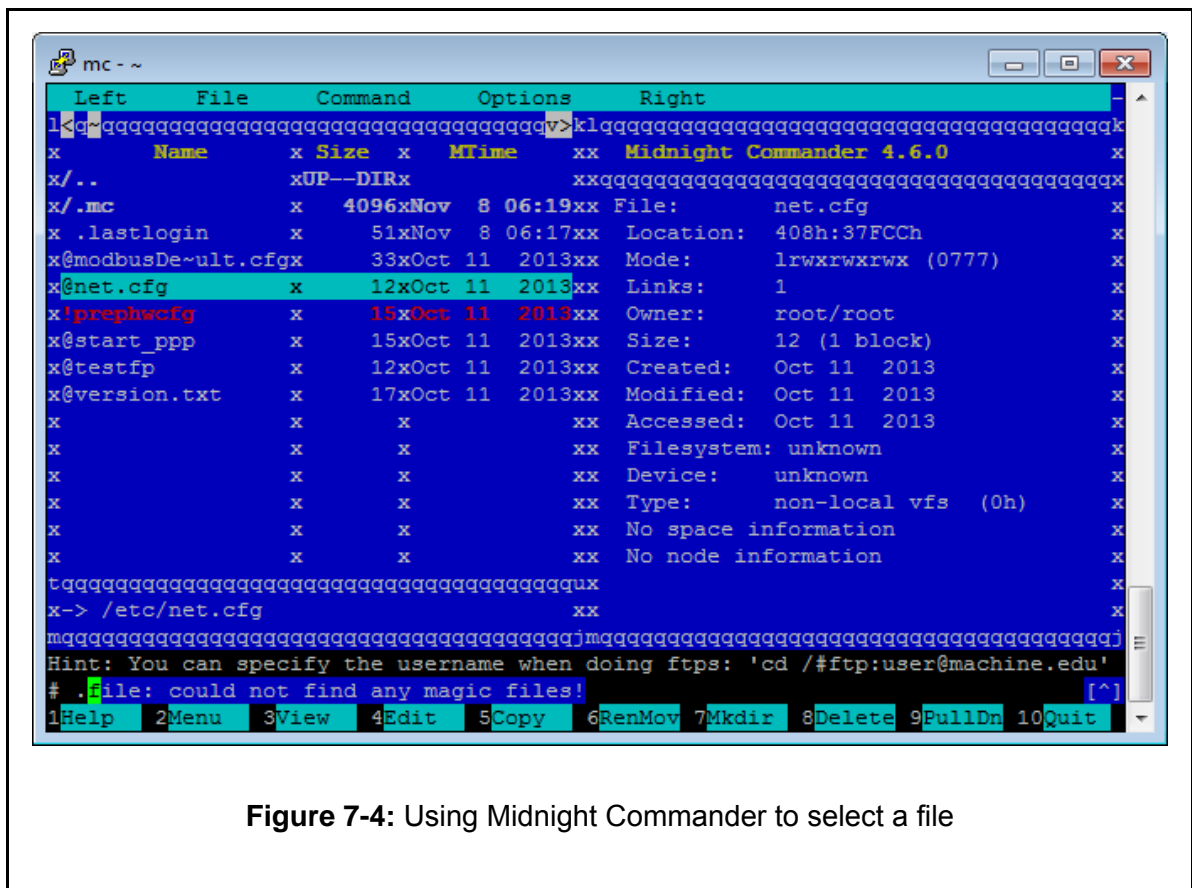 mc - ~
Left File Command Options Right -
l<q~qqqqqqqqqqqqqqqqqqqqqqqqqqqqqqqqqv>klqqqqqqqqqqqqqqqqqqqqqqqqqqqqqqqqqqqqqqk
x Name x Size x MTime xx Midnight Commander 4.6.0 x
x/.. xUP--DIRx xxqqqqqqqqqqqqqqqqqqqqqqqqqqqqqqqqqqqqqqx
x/.mc x 4096xNov 8 06:19xx File: net.cfg x
x .lastlogin x 51xNov 8 06:17xx Location: 408h:37FCCh x
x@modbusDe~ult.cfgx 33xOct 11 2013xx Mode: lrwxrwxrwx (0777) x
x@net.cfg x 12xOct 11 2013xx Links: 1 x
x!prephwcfg x 15xOct 11 2013xx Owner: root/root x
x@start_ppp x 15xOct 11 2013xx Size: 12 (1 block) x
x@testfp x 12xOct 11 2013xx Created: Oct 11 2013 x
x@version.txt x 17xOct 11 2013xx Modified: Oct 11 2013 x
x x x xx Accessed: Oct 11 2013 x
x x x xx Filesystem: unknown x
x x x xx Device: unknown x
x x x xx Type: non-local vfs (0h) x
x x x xx No space information x
x x x xx No node information x
tqqqqqqqqqqqqqqqqqqqqqqqqqqqqqqqqqqqqqqux x
x-> /etc/net.cfg xx x
mqqqqqqqqqqqqqqqqqqqqqqqqqqqqqqqqqqqqqqjmqqqqqqqqqqqqqqqqqqqqqqqqqqqqqqqqqqqqqqj
Hint: You can specify the username when doing ftps: 'cd /#ftp:user@machine.edu'
# .file: could not find any magic files! [^]
1Help 2Menu 3View 4Edit 5Copy 6RenMov 7Mkdir 8Delete 9PullDn 10Quit
Figure 7-4: Using Midnight Commander to select a file